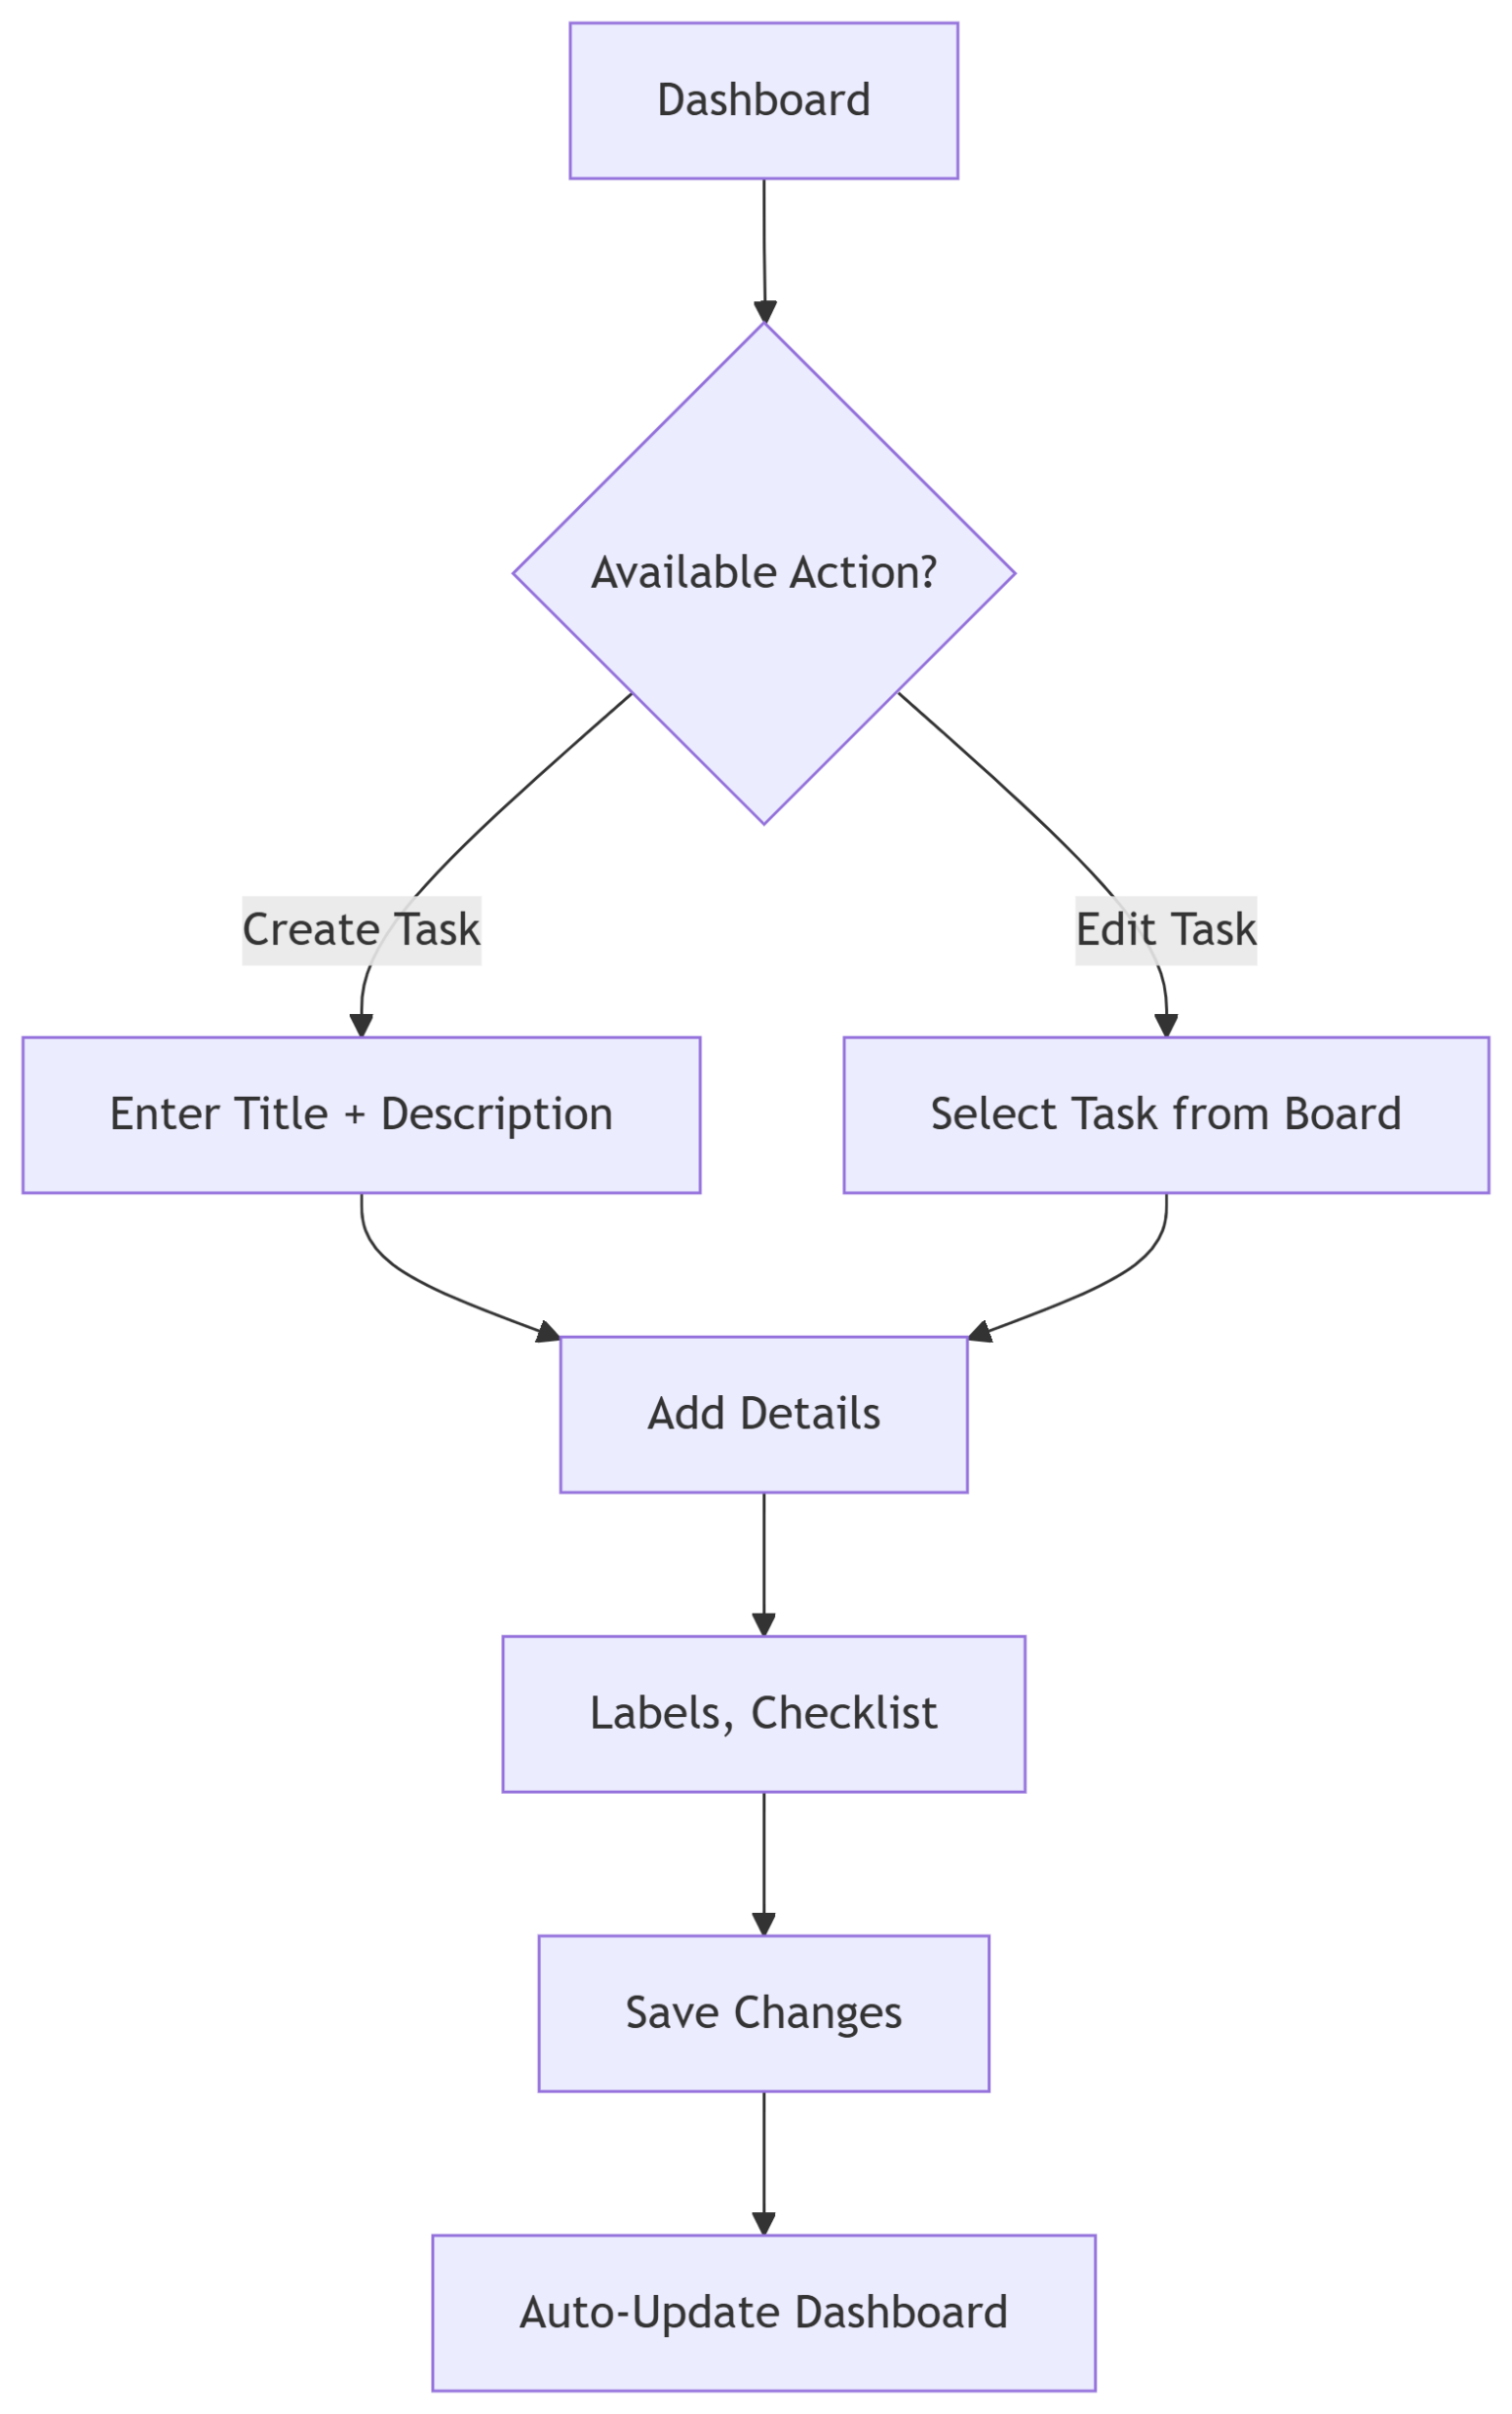 Dashboard
Available Action?
Create Task
Edit Task
Enter Title + Description
Select Task from Board
Add Details
Labels, Checklist
Save Changes
Auto-Update Dashboard